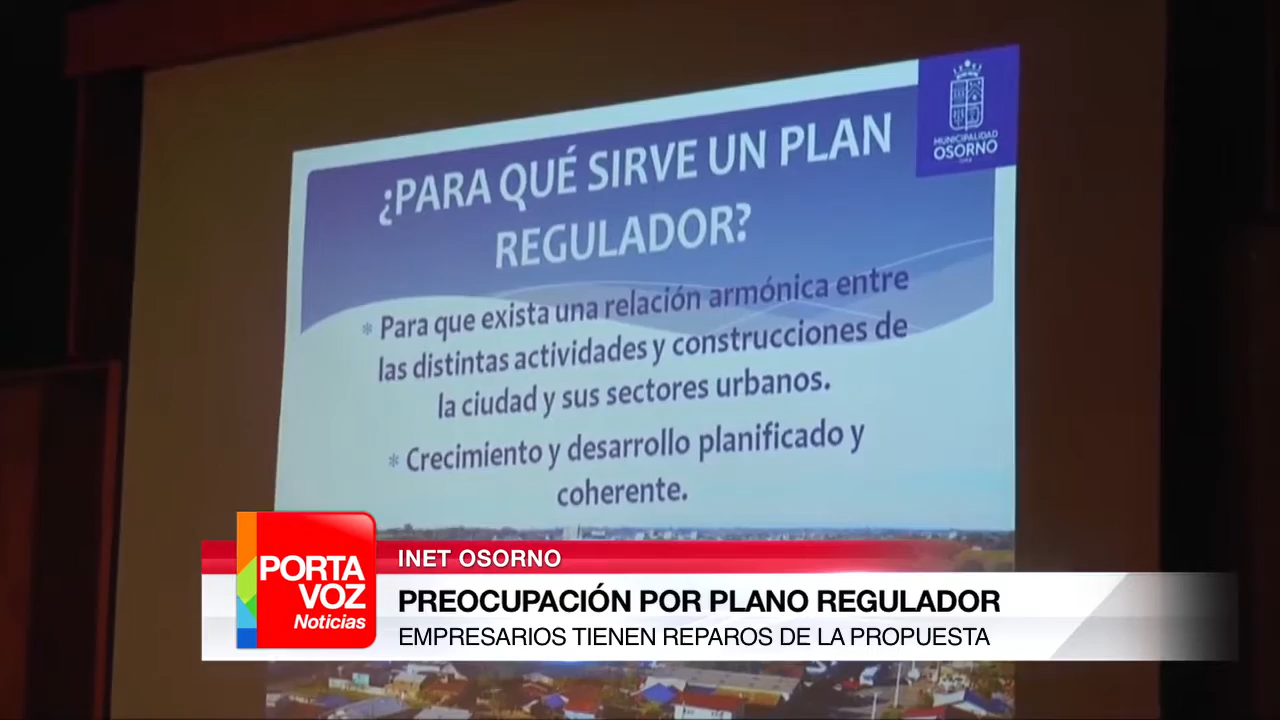 MUNICIPALIDAD
OSORNO
¿PARA QUÉ SIRVE UN PLAN
REGULADOR?
* Para que exista una relación armónica entre
las distintas actividades y construcciones de
la ciudad y sus sectores urbanos.
* Crecimiento y desarrollo planificado y
coherente.
PORTA
VOZ
Noticias
INET OSORNO
PREOCUPACIÓN POR PLANO REGULADOR
EMPRESARIOS TIENEN REPAROS DE LA PROPUESTA